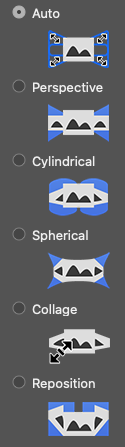 Auto
Perspective
Cylindrical
Spherical
Collage
Reposition